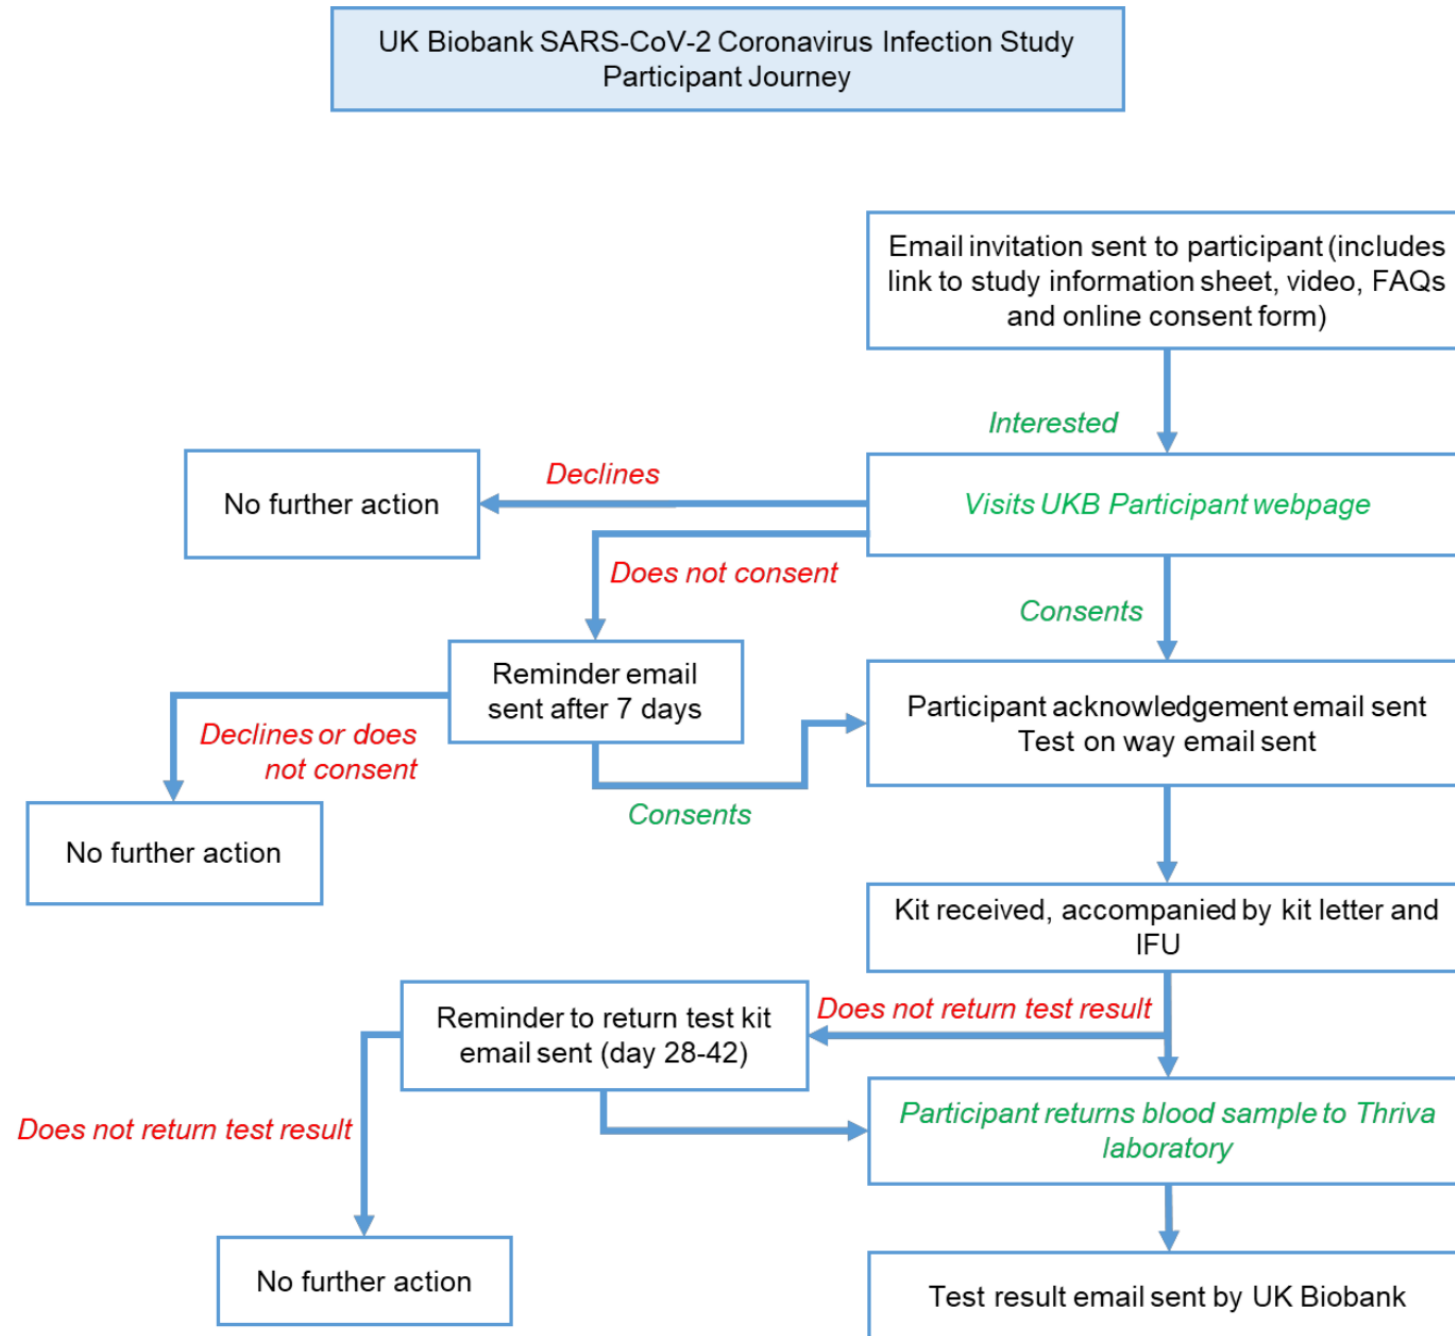 UK Biobank SARS-CoV-2 Coronavirus Infection Study
Participant Journey
Email invitation sent to participant (includes
link to study information sheet, video, FAQs
and online consent form)
Interested
Declines
No further action
Visits UKB Participant webpage
Does not consent
Consents
Reminder email
sent after 7 days
Participant acknowledgement email sent
Test on way email sent
Declines or does
not consent
Consents
No further action
Kit received, accompanied by kit letter and
IFU
Does not return test result
Reminder to return test kit
email sent (day 28-42)
Participant returns blood sample to Thriva
laboratory
Does not return test result
No further action
Test result email sent by UK Biobank